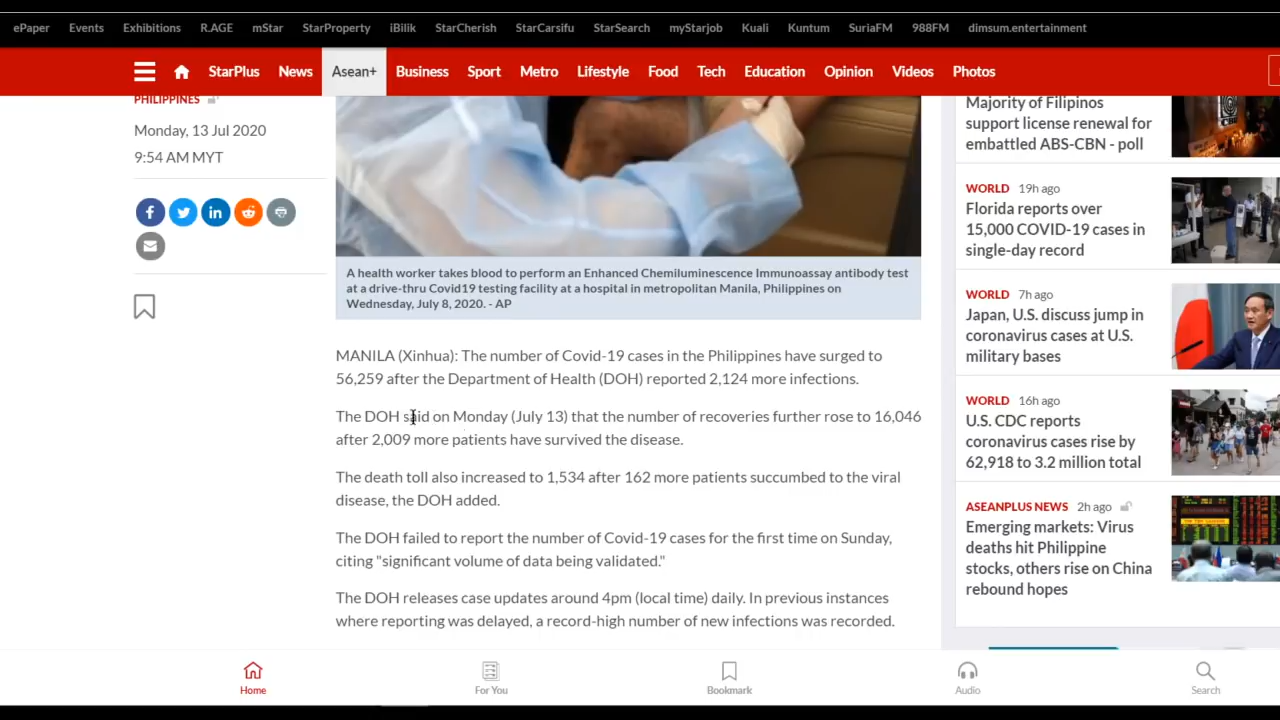 ePaper Events Exhibitions R.AGE mStar StarProperty iBilik StarCherish StarCarsifu StarSearch myStarjob Kuali Kuntum SuriaFM 988FM dimsum.entertainment
StarPlus News Asean+ Business Sport Metro Lifestyle Food Tech Education Opinion Videos Photos
PHILIPPINES
Monday, 13 Jul 2020
9:54 AM MYT
A health worker takes blood to perform an Enhanced Chemiluminescence Immunoassay antibody test
at a drive-thru Covid19 testing facility at a hospital in metropolitan Manila, Philippines on
Wednesday, July 8, 2020. - AP
MANILA (Xinhua): The number of Covid-19 cases in the Philippines have surged to
56,259 after the Department of Health (DOH) reported 2,124 more infections.
The DOH said on Monday (July 13) that the number of recoveries further rose to 16,046
after 2,009 more patients have survived the disease.
The death toll also increased to 1,534 after 162 more patients succumbed to the viral
disease, the DOH added.
The DOH failed to report the number of Covid-19 cases for the first time on Sunday,
citing "significant volume of data being validated."
The DOH releases case updates around 4pm (local time) daily. In previous instances
where reporting was delayed, a record-high number of new infections was recorded.
Majority of Filipinos
support license renewal for
embattled ABS-CBN - poll
WORLD 19h ago
Florida reports over
15,000 COVID-19 cases in
single-day record
WORLD 7h ago
Japan, U.S. discuss jump in
coronavirus cases at U.S.
military bases
WORLD 16h ago
U.S. CDC reports
coronavirus cases rise by
62,918 to 3.2 million total
ASEANPLUS NEWS 2h ago
Emerging markets: Virus
deaths hit Philippine
stocks, others rise on China
rebound hopes
Home For You Bookmark Audio Search